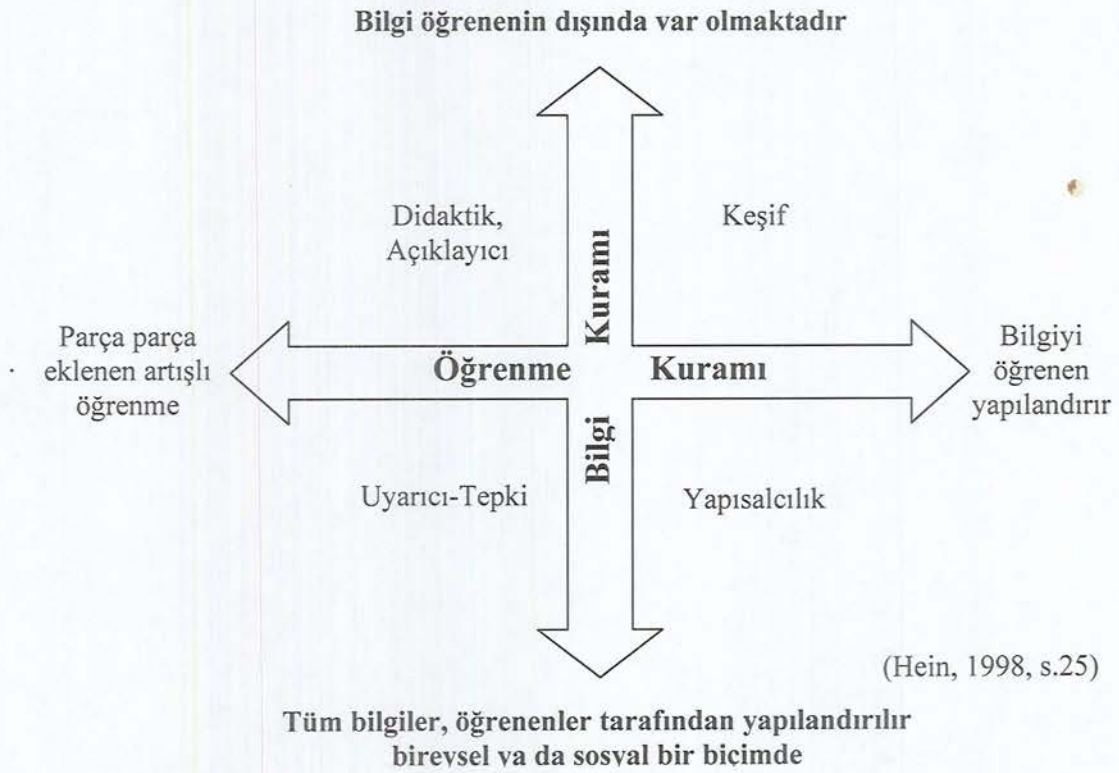 Bilgi öğrenenin dışında var olmaktadır
Didaktik,
Açıklayıcı
Keşif
Kuramı
Parça parça
eklenen artışlı
öğrenme
Öğrenme Kuramı
Bilgiyi
öğrenen
yapılandırır
Bilgi
Uyarıcı-Tepki
Yapısalcılık
(Hein, 1998, s.25)
Tüm bilgiler, öğrenenler tarafından yapılandırılır
bireysel ya da sosyal bir biçimde